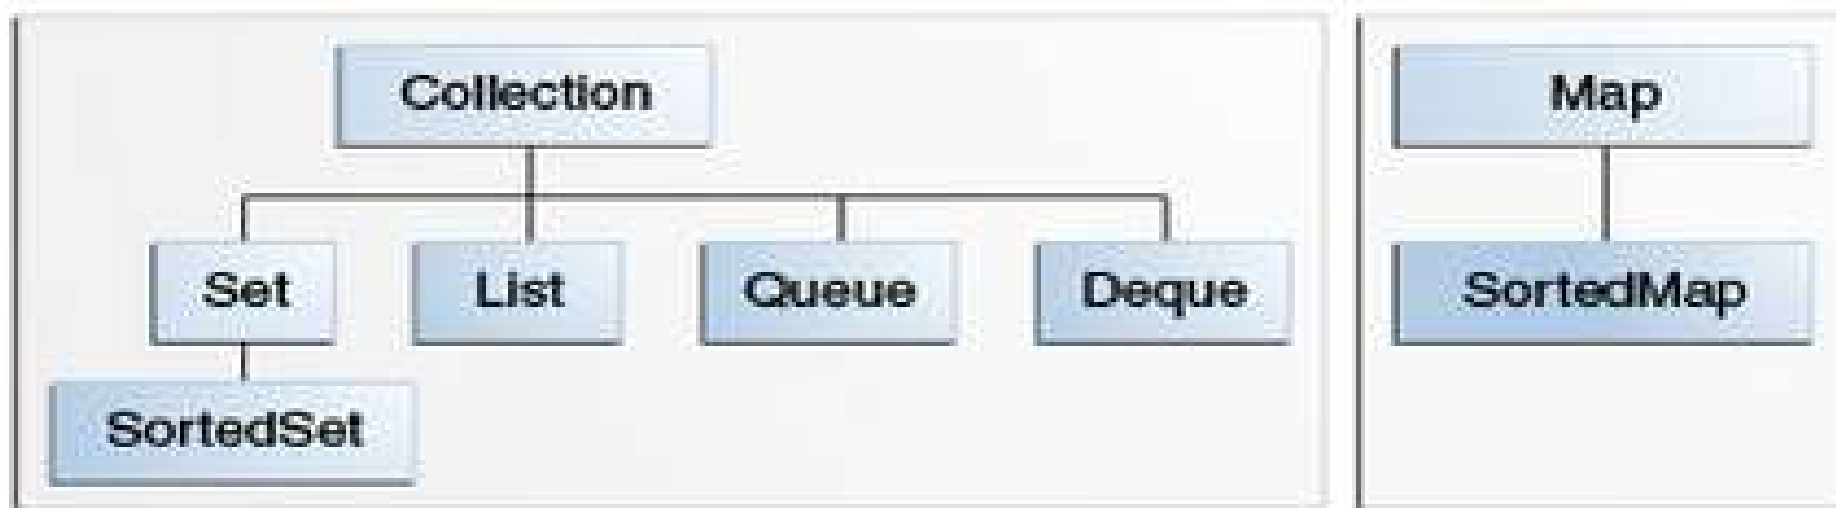 Collection
Map
Set
List
Queue
Deque
SortedMap
SortedSet